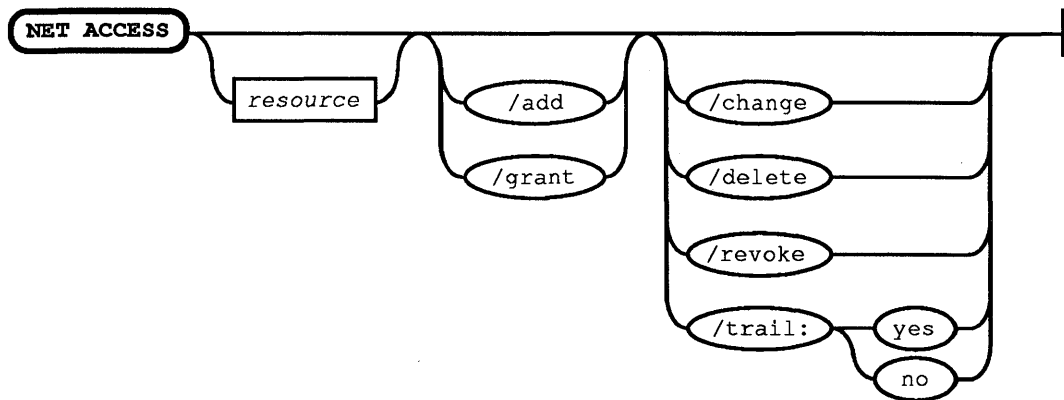 NET ACCESS
resource
/add
/grant
/change
/delete
/revoke
/trail:
yes
no